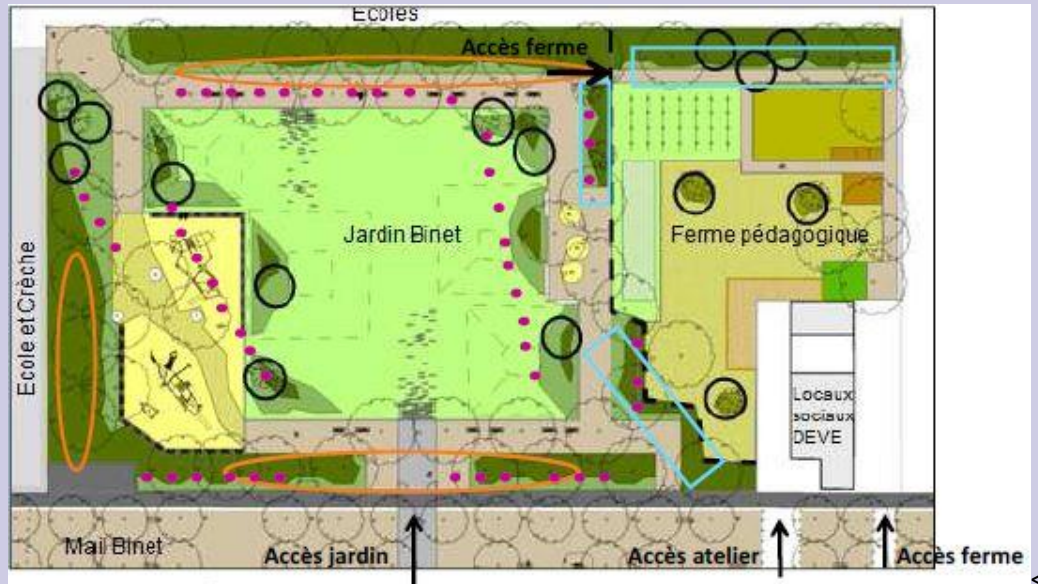 Ecoles
Accès ferme
Ecole et Crèche
Jardin Binet
Ferme pédagogique
Locaux
sociaux
DEVE
Mail Binet
Accès jardin
Accès atelier
Accès ferme
<